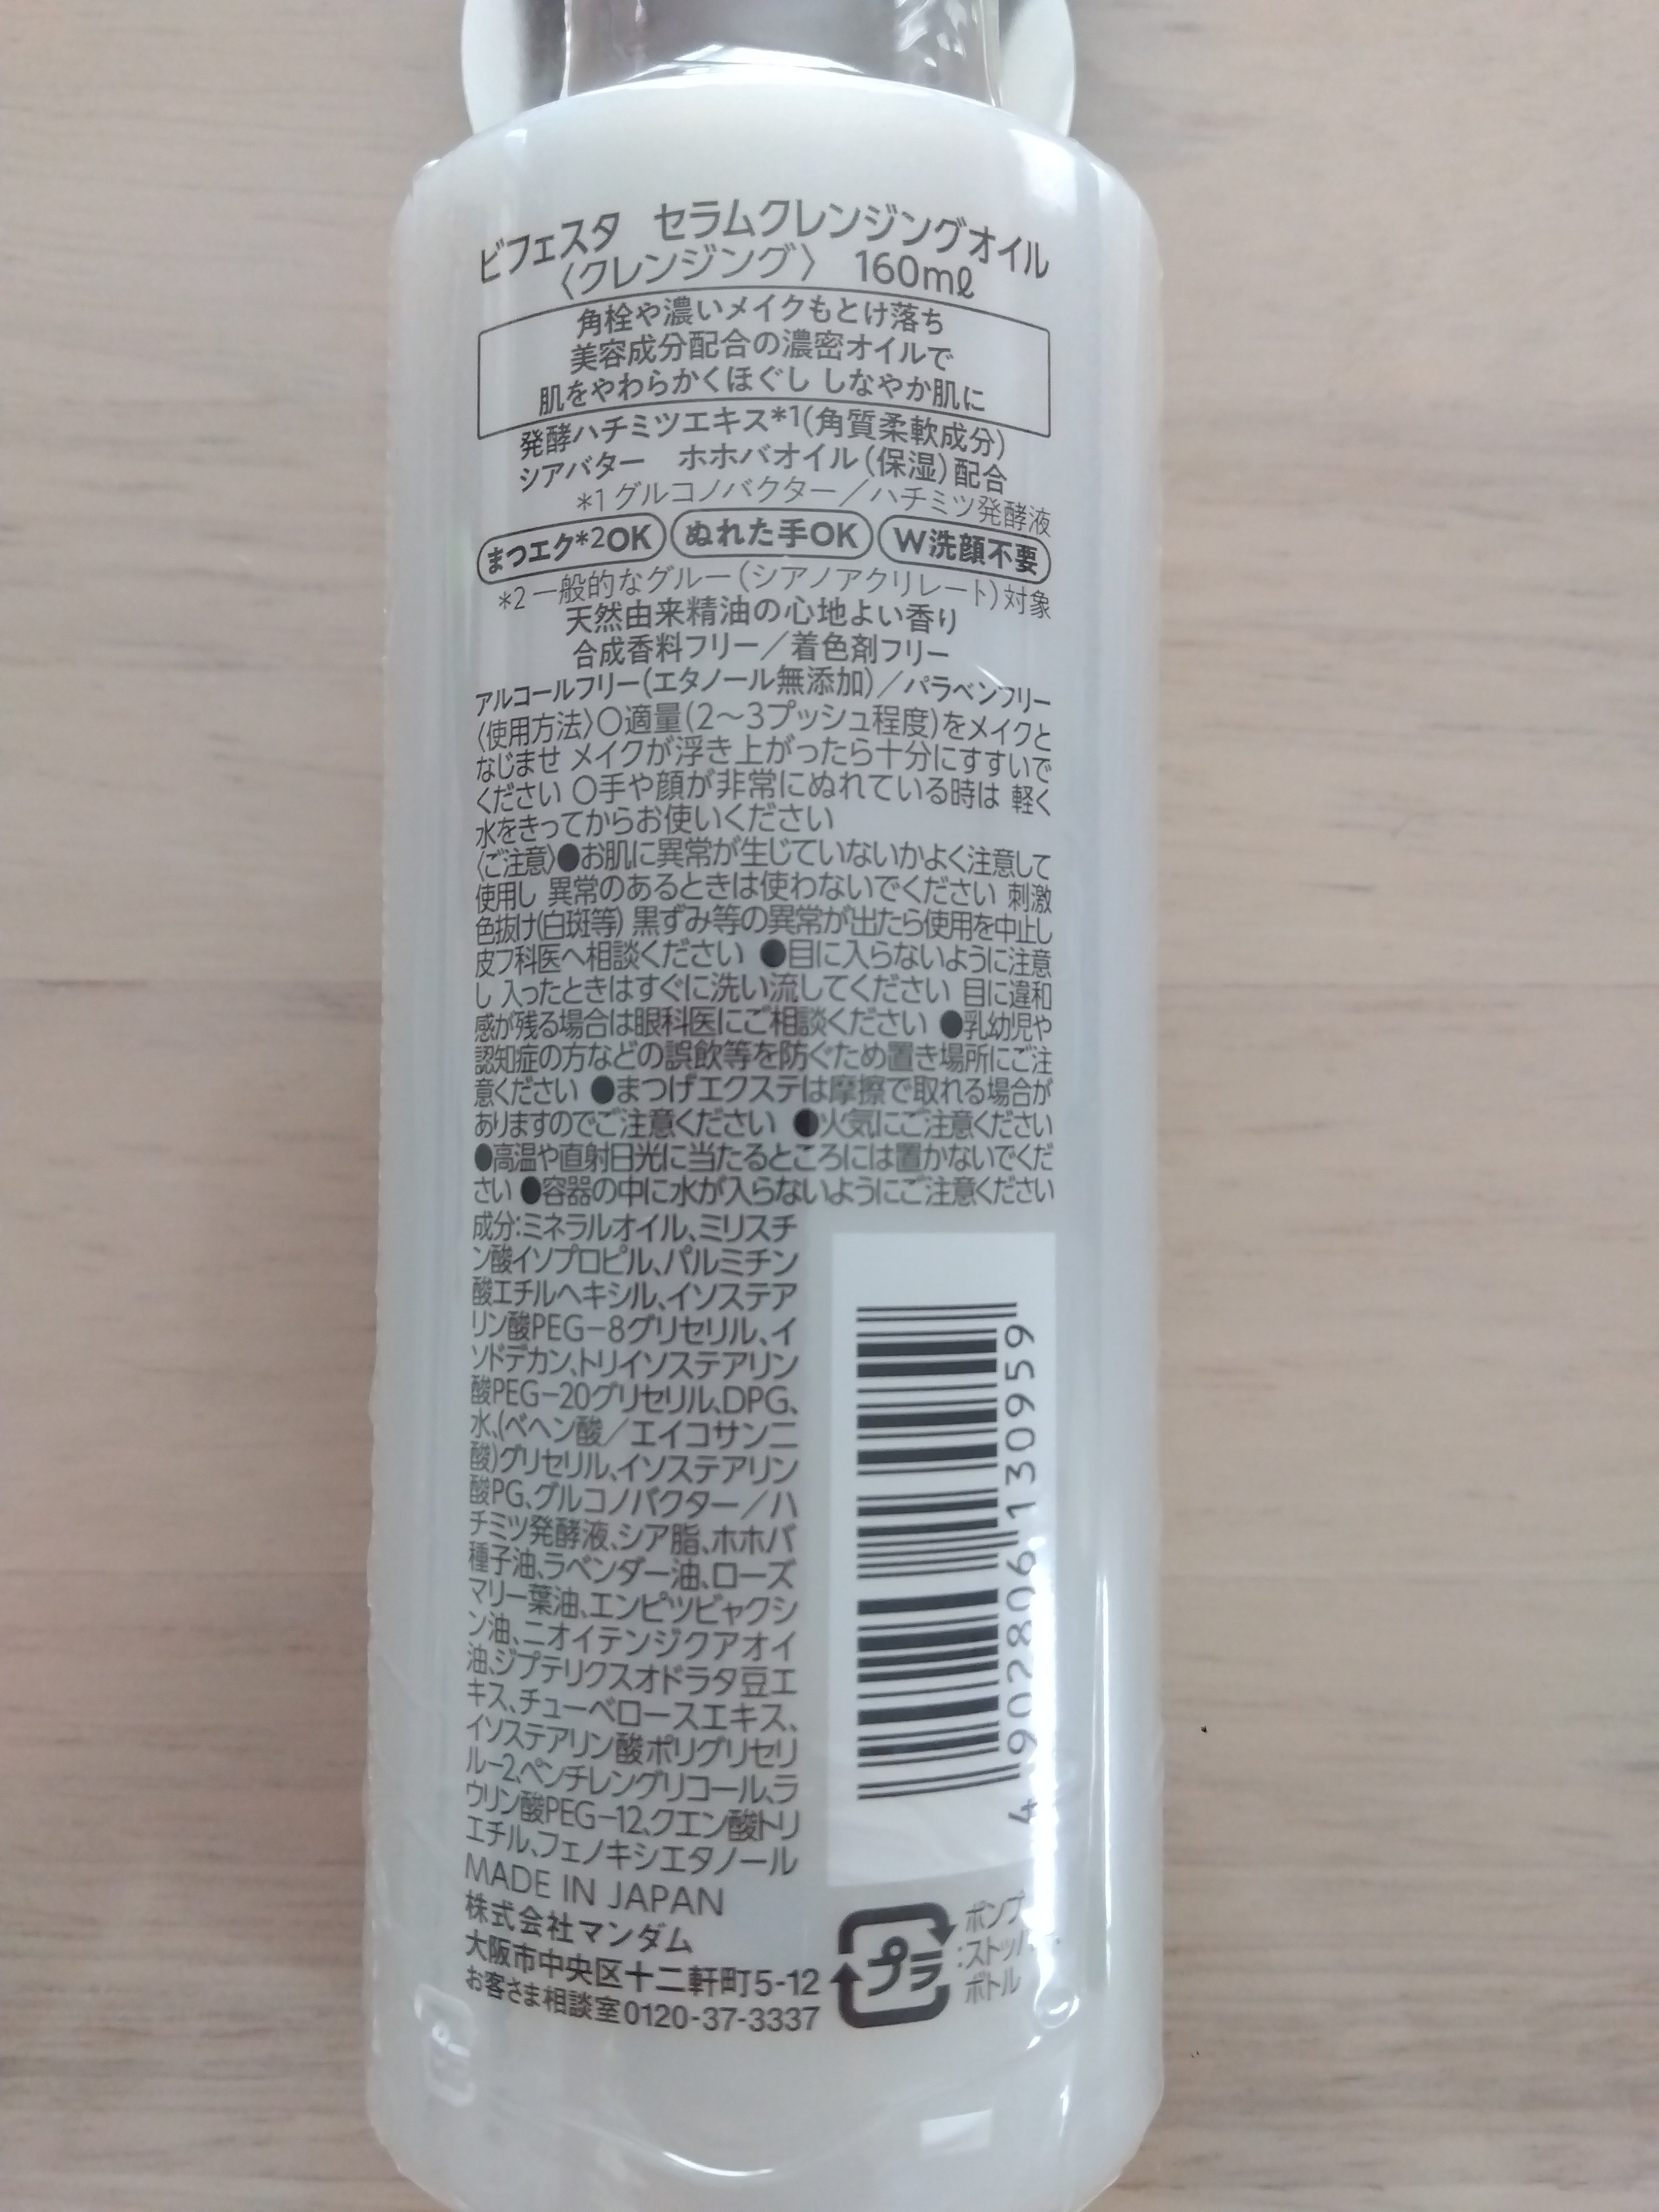 ビフェスタ　セラムクレンジングオイル
〈クレンジング〉　160mℓ
角栓や濃いメイクもとけ落ち
美容成分配合の濃密オイルで
肌をやわらかくほぐし しなやか肌に
発酵ハチミツエキス*1(角質柔軟成分)
シアバター　ホホバオイル(保湿)配合
*1 グルコノバクター／ハチミツ発酵液
まつエク*2OK ぬれた手OK W洗顔不要
*2 一般的なグルー(シアノアクリレート)対象
天然由来精油の心地よい香り
合成香料フリー／着色剤フリー
アルコールフリー(エタノール無添加)／パラベンフリー
〈使用方法〉○適量(2〜3プッシュ程度)をメイクと
なじませ メイクが浮き上がったら十分にすすいで
ください ○手や顔が非常にぬれている時は 軽く
水をきってからお使いください
〈ご注意〉●お肌に異常が生じていないかよく注意して
使用し 異常のあるときは使わないでください 刺激
色抜け(白斑等) 黒ずみ等の異常が出たら使用を中止し
皮フ科医へ相談ください ●目に入らないように注意
し 入ったときはすぐに洗い流してください 目に違和
感が残る場合は眼科医にご相談ください ●乳幼児や
認知症の方などの誤飲等を防ぐため置き場所にご注
意ください ●まつげエクステは摩擦で取れる場合が
ありますのでご注意ください ●火気にご注意ください
●高温や直射日光に当たるところには置かないでくだ
さい ●容器の中に水が入らないようにご注意ください
成分:ミネラルオイル、ミリスチ
ン酸イソプロピル、パルミチン
酸エチルヘキシル、イソステア
リン酸PEG−8グリセリル、イ
ソドデカン、トリイソステアリン
酸PEG−20グリセリル、DPG、
水、(ベヘン酸／エイコサン二
酸)グリセリル、イソステアリン
酸PG、グルコノバクター／ハ
チミツ発酵液、シア脂、ホホバ
種子油、ラベンダー油、ローズ
マリー葉油、エンピツビャクシ
ン油、ニオイテンジクアオイ
油、ジプテリクスオドラタ豆エ
キス、チューベロースエキス、
イソステアリン酸ポリグリセリ
ル−2、ペンチレングリコール、ラ
ウリン酸PEG−12、クエン酸トリ
エチル、フェノキシエタノール
MADE IN JAPAN
株式会社マンダム
大阪市中央区十二軒町5-12
お客さま相談室0120-37-3337
4 902806 130959
プラ
ポンプ
:ストッパー
ボトル